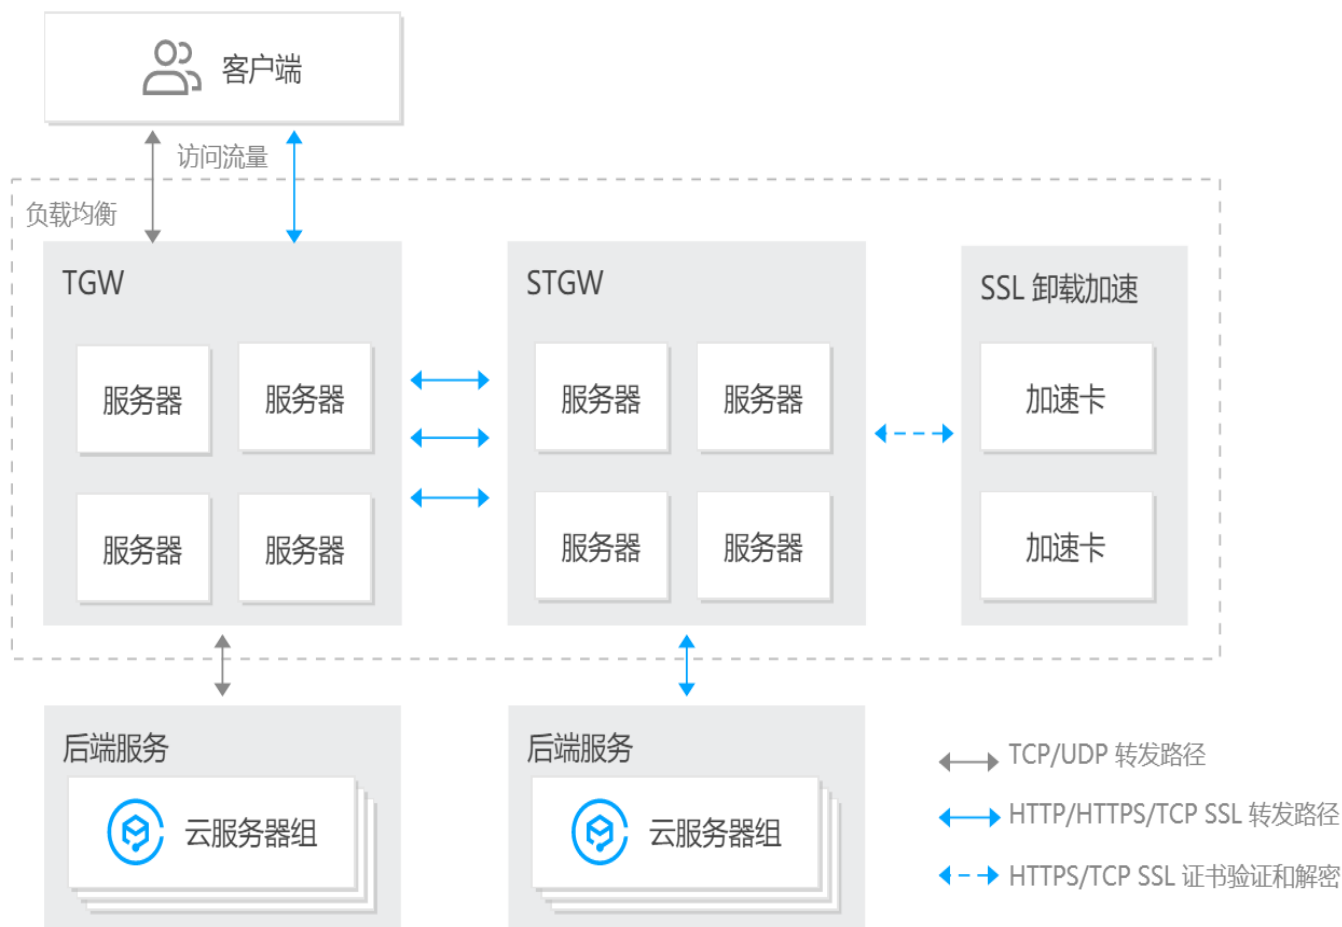 客户端
访问流量
负载均衡
TGW
服务器
服务器
服务器
服务器
STGW
服务器
服务器
服务器
服务器
SSL 卸载加速
加速卡
加速卡
后端服务
云服务器组
后端服务
云服务器组
TCP/UDP 转发路径
HTTP/HTTPS/TCP SSL 转发路径
HTTPS/TCP SSL 证书验证和解密